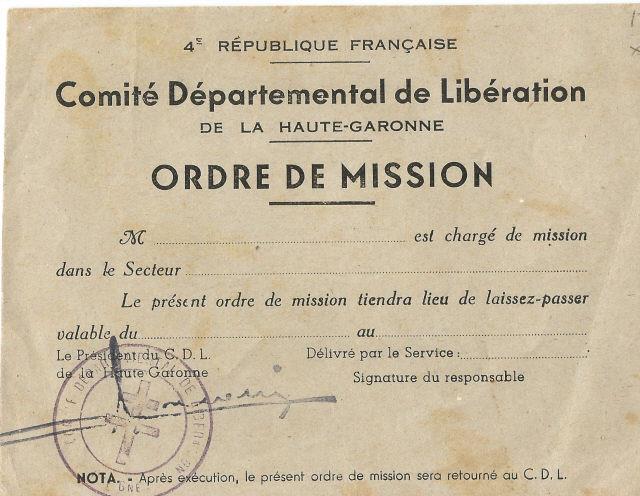 4e RÉPUBLIQUE FRANÇAISE
Comité Départemental de Libération
DE LA HAUTE-GARONNE
ORDRE DE MISSION
M ........ est chargé de mission
dans le Secteur ........
Le présent ordre de mission tiendra lieu de laissez-passer
valable du ........ au ........
Le Président du C. D. L.
de la Haute Garonne
Délivré par le Service : ........
Signature du responsable
NOTA. - Après exécution, le présent ordre de mission sera retourné au C. D. L.